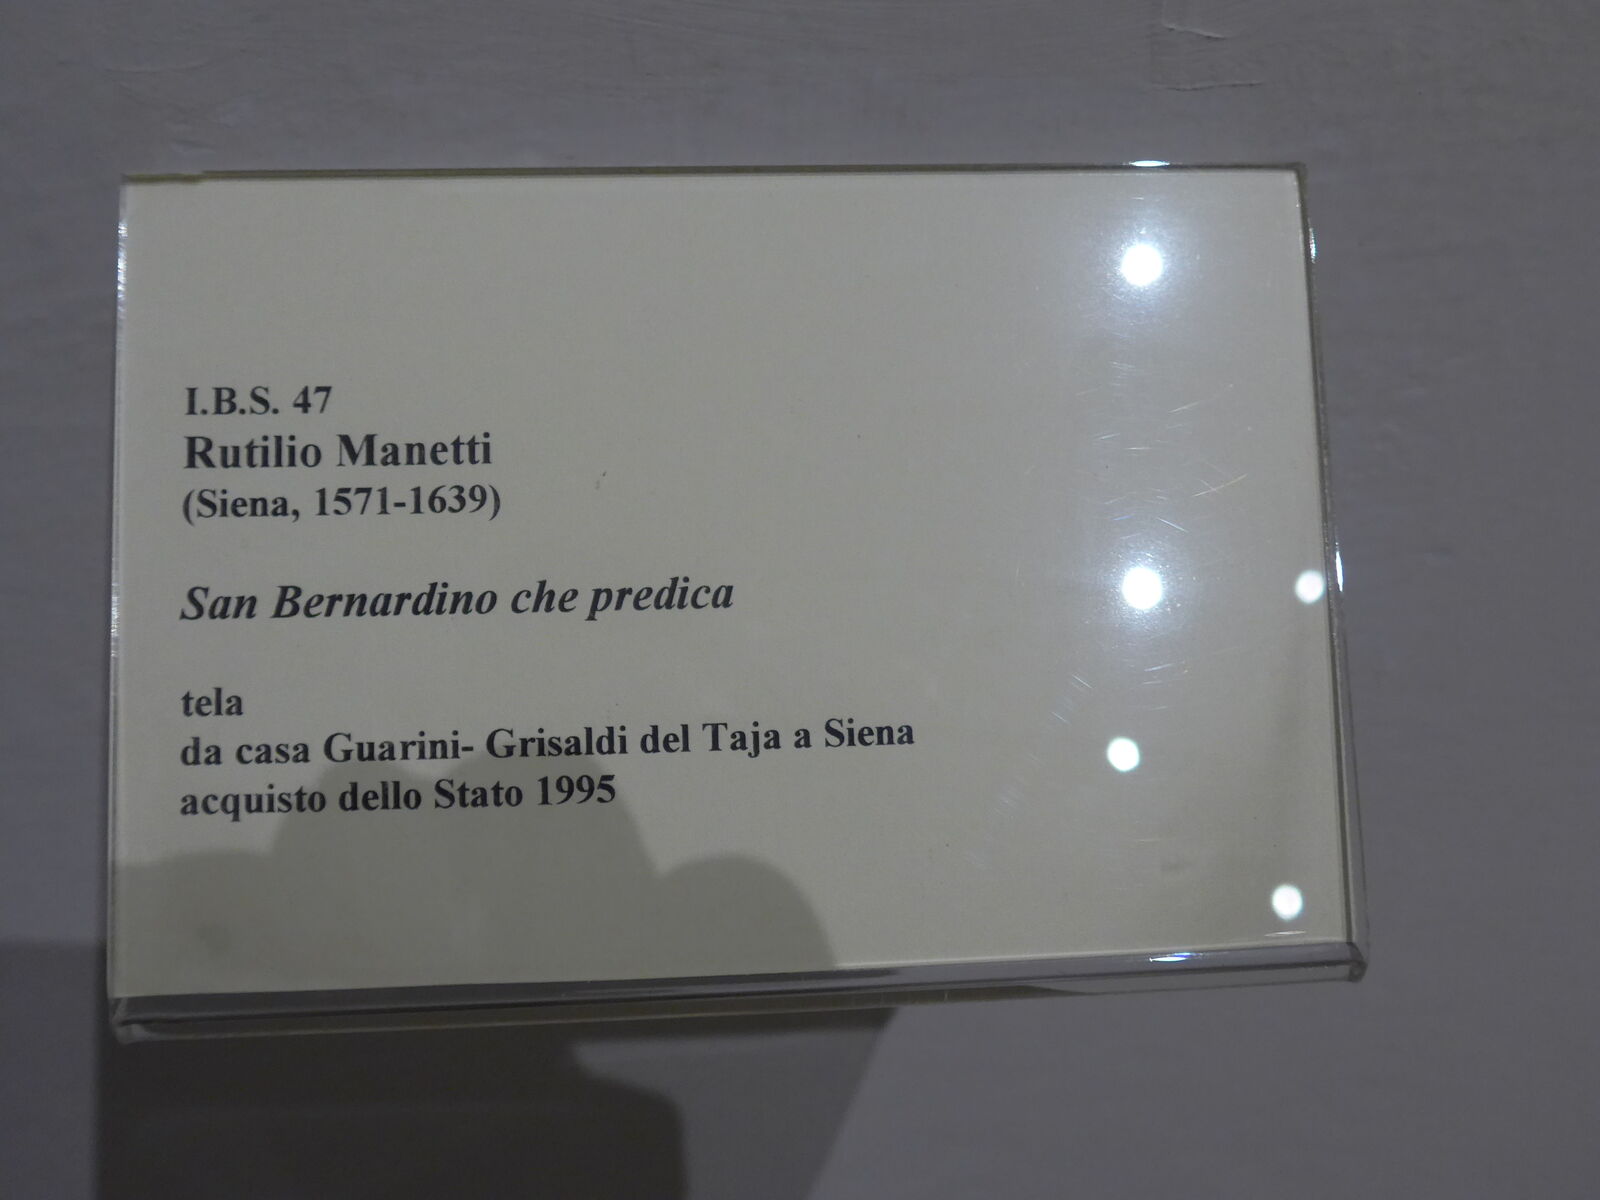 I.B.S. 47
Rutilio Manetti
(Siena, 1571-1639)
San Bernardino che predica
tela
da casa Guarini- Grisaldi del Taja a Siena
acquisto dello Stato 1995